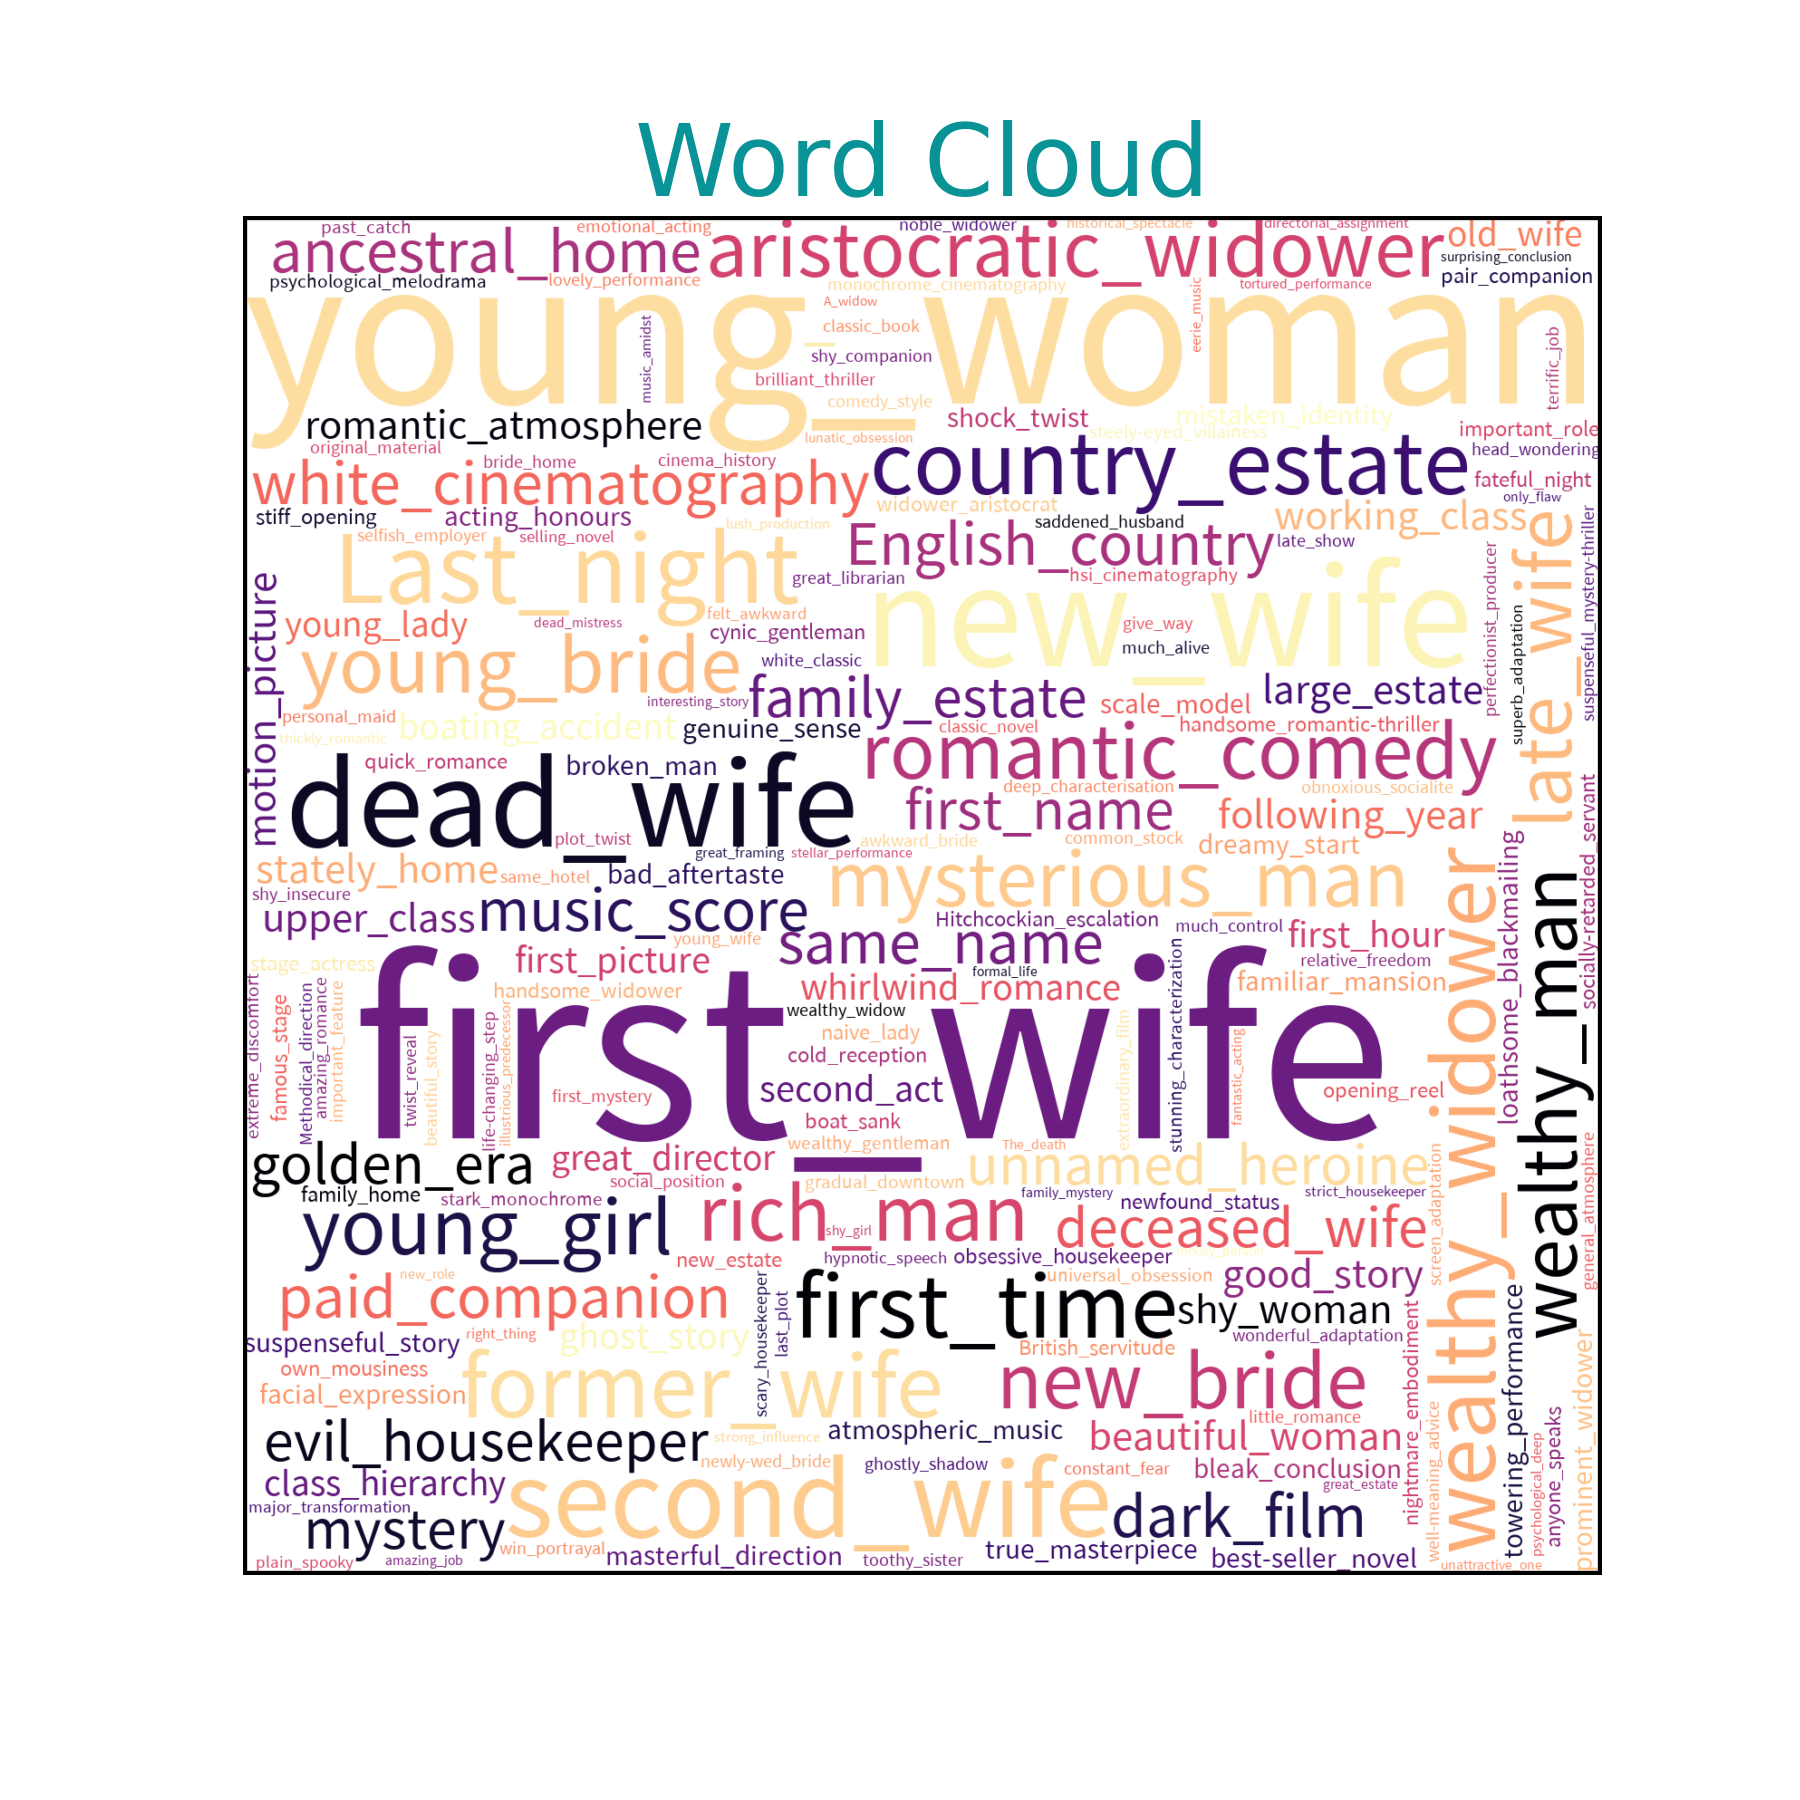 Word Cloud
past_catch
emotional_acting
noble_widower
historical_spectacle
directorial_assignment
ancestral_home
aristocratic_widower
old_wife
surprising_conclusion
psychological_melodrama
lovely_performance
monochrome_cinematography
tortured_performance
pair_companion
young_woman
A_widow
classic_book
eerie_music
music_amidst
shy_companion
terrific_job
brilliant_thriller
comedy_style
romantic_atmosphere
shock_twist
mistaken_identity
steely-eyed_villainess
important_role
lunatic_obsession
original_material
bride_home
cinema_history
country_estate
head_wondering
white_cinematography
fateful_night
only_flaw
widower_aristocrat
stiff_opening
acting_honours
lush_production
saddened_husband
working_class
selfish_employer
selling_novel
Last_night
English_country
late_show
late_wife
suspenseful_mystery-thriller
great_librarian
hsi_cinematography
perfectionist_producer
motion_picture
young_lady
dead_mistress
felt_awkward
new_wife
give_way
cynic_gentleman
much_alive
superb_adaptation
young_bride
white_classic
interesting_story
family_estate
scale_model
large_estate
personal_maid
boating_accident
genuine_sense
classic_novel
handsome_romantic-thriller
thickly_romantic
quick_romance
broken_man
dead_wife
romantic_comedy
deep_characterisation
obnoxious_socialite
first_name
following_year
plot_twist
great_framing
stellar_performance
awkward_bride
common_stock
dreamy_start
loathsome_blackmailing
socially-retarded_servant
stately_home
same_hotel
bad_aftertaste
mysterious_man
shy_insecure
upper_class
music_score
Hitchcockian_escalation
much_control
first_hour
wealthy_widower
wealthy_man
young_wife
same_name
stage_actress
first_picture
formal_life
relative_freedom
whirlwind_romance
familiar_mansion
handsome_widower
first_wife
wealthy_widow
naive_lady
cold_reception
extreme_discomfort
famous_stage
Methodical_direction
amazing_romance
important_feature
twist_reveal
beautiful_story
life-changing_step
illustrious_predecessor
first_mystery
second_act
boat_sank
extraordinary_film
stunning_characterization
fantastic_acting
opening_reel
wealthy_gentleman
The_death
golden_era
great_director
social_position
gradual_downtown
unnamed_heroine
screen_adaptation
general_atmosphere
family_home
stark_monochrome
family_mystery
newfound_status
strict_housekeeper
young_girl
rich_man
shy_girl
deceased_wife
new_estate
hypnotic_speech
obsessive_housekeeper
new_role
paid_companion
scary_housekeeper
last_plot
first_time
universal_obsession
good_story
shy_woman
suspenseful_story
right_thing
ghost_story
British_servitude
wonderful_adaptation
own_mousiness
facial_expression
former_wife
new_bride
nightmare_embodiment
towering_performance
prominent_widower
evil_housekeeper
strong_influence
atmospheric_music
little_romance
beautiful_woman
well-meaning_advice
psychological_deep
anyone_speaks
class_hierarchy
newly-wed_bride
ghostly_shadow
constant_fear
bleak_conclusion
great_estate
major_transformation
second_wife
dark_film
mystery
win_portrayal
plain_spooky
amazing_job
masterful_direction
toothy_sister
true_masterpiece
best-seller_novel
unattractive_one